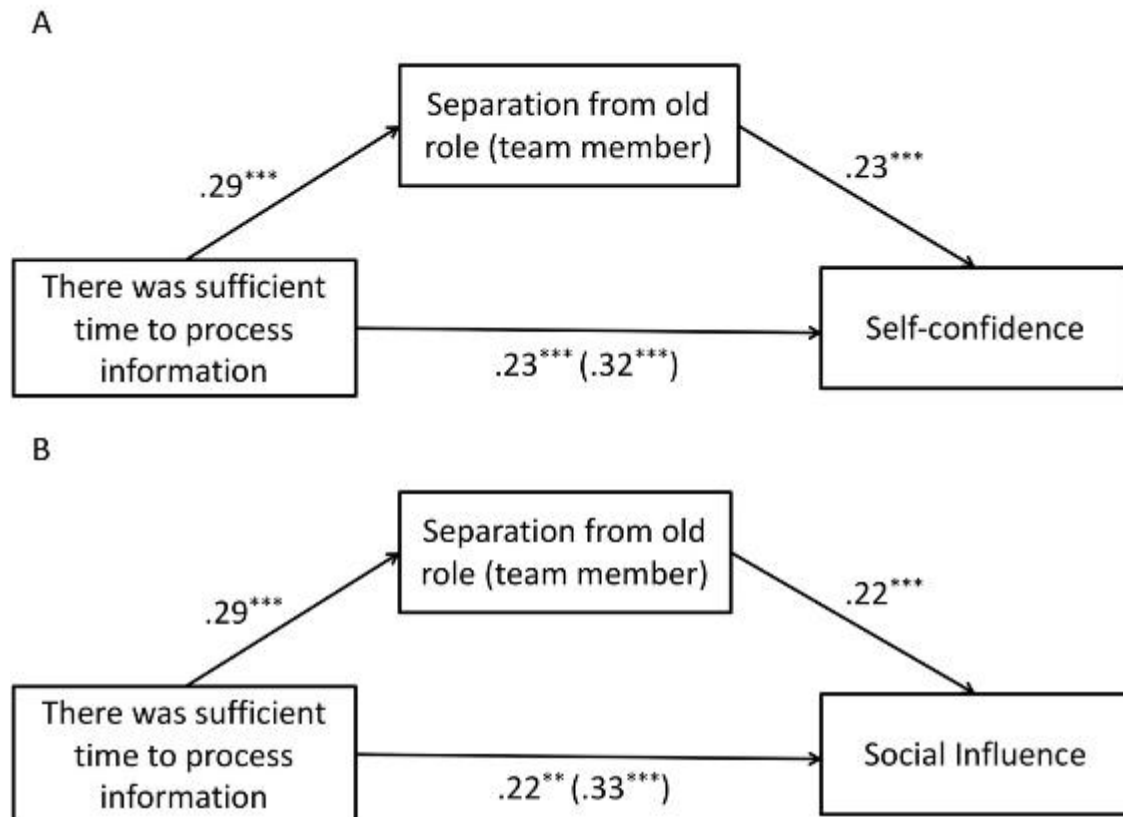 A
Separation from old
role (team member)
.29***
.23***
There was sufficient
time to process
information
Self-confidence
.23*** (.32***)
B
Separation from old
role (team member)
.29***
.22***
There was sufficient
time to process
information
Social Influence
.22** (.33***)